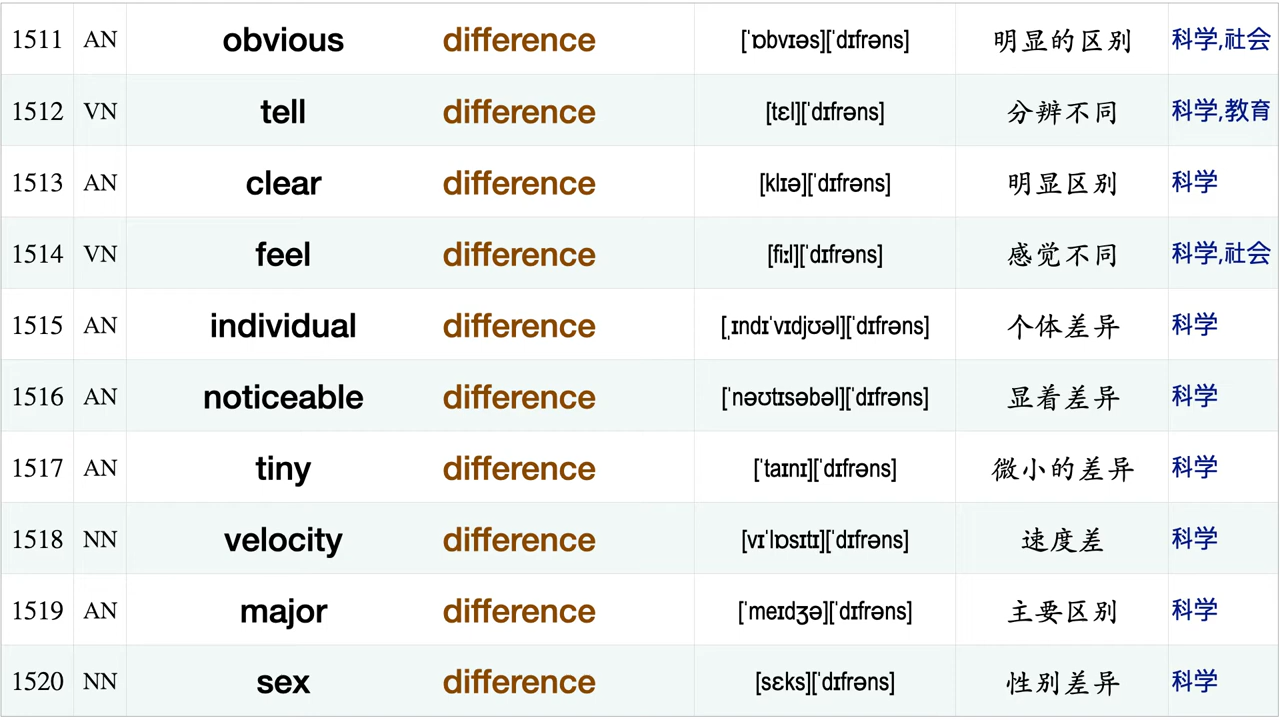 1511 AN obvious difference [ˈɒbvɪəs][ˈdɪfrəns] 明显的区别 科学,社会
1512 VN tell difference [tɛl][ˈdɪfrəns] 分辨不同 科学,教育
1513 AN clear difference [klɪə][ˈdɪfrəns] 明显区别 科学
1514 VN feel difference [fiːl][ˈdɪfrəns] 感觉不同 科学,社会
1515 AN individual difference [ˌɪndɪˈvɪdjʊəl][ˈdɪfrəns] 个体差异 科学
1516 AN noticeable difference [ˈnəʊtɪsəbəl][ˈdɪfrəns] 显着差异 科学
1517 AN tiny difference [ˈtaɪnɪ][ˈdɪfrəns] 微小的差异 科学
1518 NN velocity difference [vɪˈlɒsɪtɪ][ˈdɪfrəns] 速度差 科学
1519 AN major difference [ˈmeɪdʒə][ˈdɪfrəns] 主要区别 科学
1520 NN sex difference [sɛks][ˈdɪfrəns] 性别差异 科学